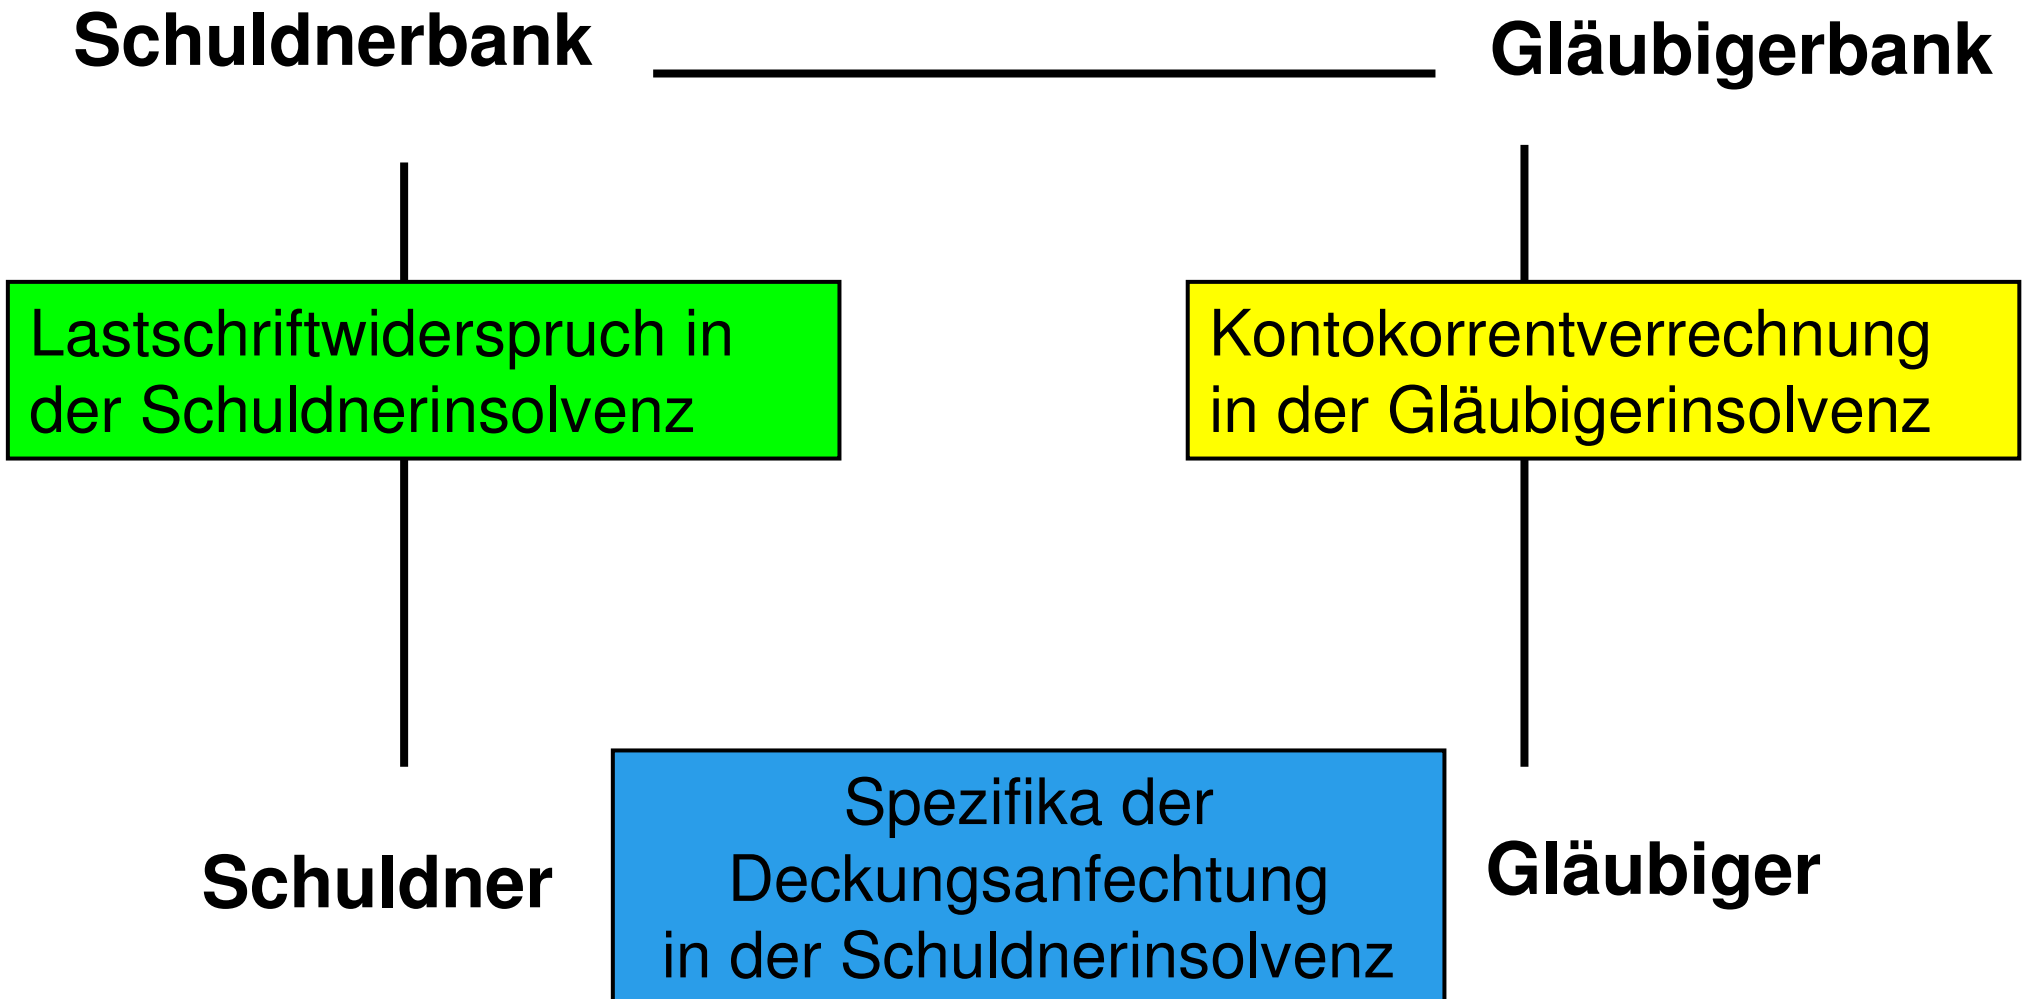 Schuldnerbank
Gläubigerbank
Lastschriftwiderspruch in
der Schuldnerinsolvenz
Kontokorrentverrechnung
in der Gläubigerinsolvenz
Schuldner
Spezifika der
Deckungsanfechtung
in der Schuldnerinsolvenz
Gläubiger